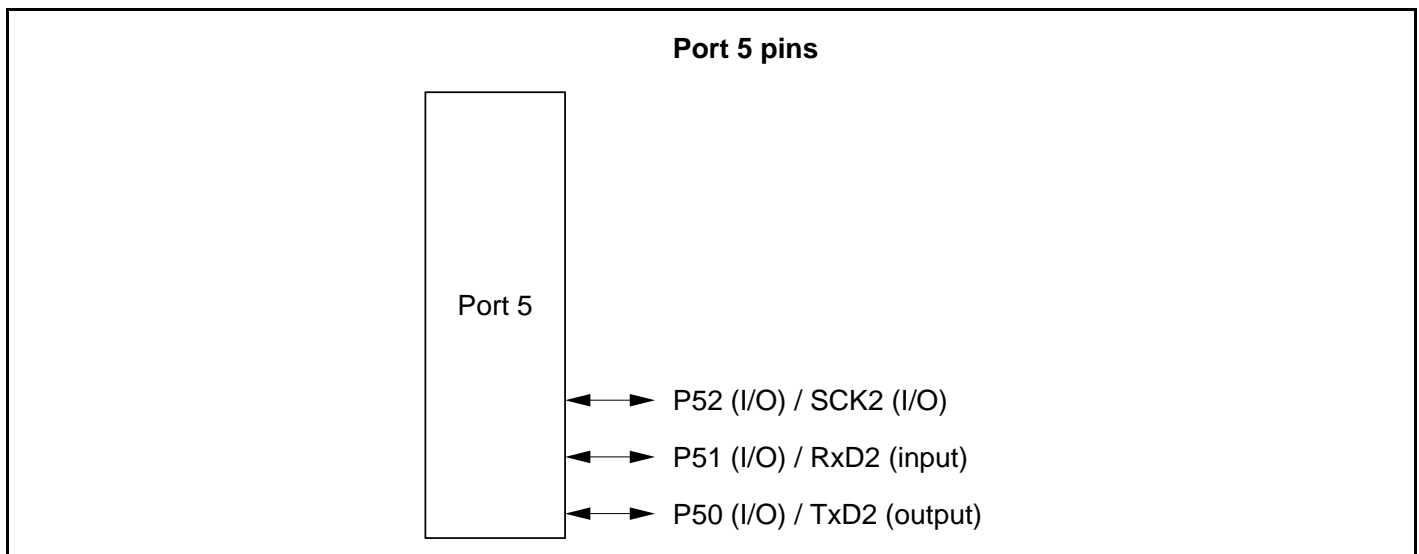 Port 5 pins
Port 5
P52 (I/O) / SCK2 (I/O)
P51 (I/O) / RxD2 (input)
P50 (I/O) / TxD2 (output)